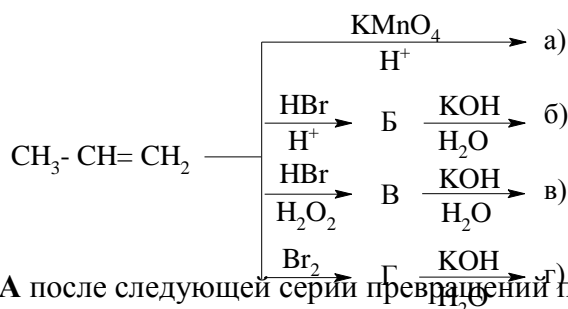 KMnO₄
H⁺
а)
HBr
H⁺
Б
KOH
H₂O
б)
CH₃- CH= CH₂
HBr
H₂O₂
В
KOH
H₂O
в)
Br₂
Г
KOH
H₂O
г)
А после следующей серии превращений п